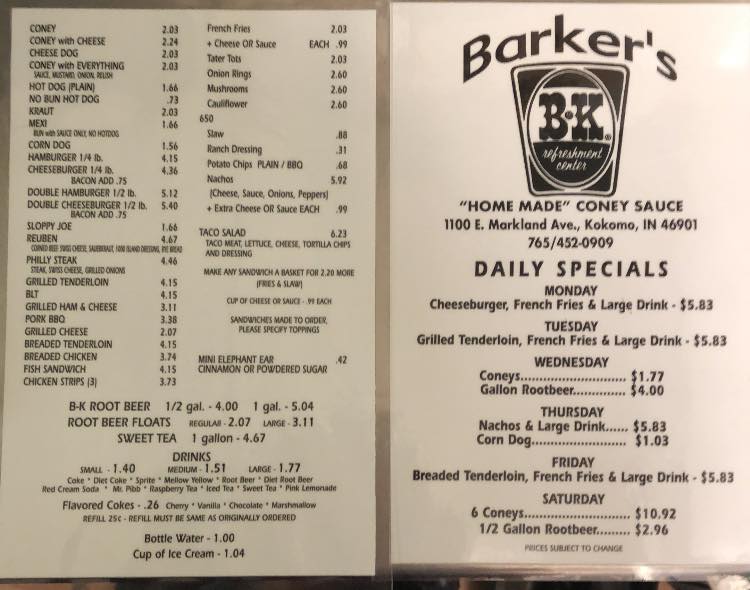 CONEY 2.03
CONEY with CHEESE 2.24
CHEESE DOG 2.03
CONEY with EVERYTHING 2.03
SAUCE, MUSTARD, ONION, RELISH
HOT DOG (PLAIN) 1.66
NO BUN HOT DOG .73
KRAUT 2.03
MEXI 1.66
BUN with SAUCE ONLY, NO HOTDOG
CORN DOG 1.56
HAMBURGER 1/4 lb. 4.15
CHEESEBURGER 1/4 lb. 4.36
BACON ADD .75
DOUBLE HAMBURGER 1/2 lb. 5.12
DOUBLE CHEESEBURGER 1/2 lb. 5.40
BACON ADD .75
SLOPPY JOE 1.66
REUBEN 4.67
CORNED BEEF, SWISS CHEESE, SAUERKRAUT, 1000 ISLAND DRESSING, RYE BREAD
PHILLY STEAK 4.46
STEAK, SWISS CHEESE, GRILLED ONIONS
GRILLED TENDERLOIN 4.15
BLT 4.15
GRILLED HAM & CHEESE 3.11
PORK BBQ 3.38
GRILLED CHEESE 2.07
BREADED TENDERLOIN 4.15
BREADED CHICKEN 3.74
FISH SANDWICH 4.15
CHICKEN STRIPS (3) 3.73
French Fries 2.03
+ Cheese OR Sauce EACH .99
Tater Tots 2.03
Onion Rings 2.60
Mushrooms 2.60
Cauliflower 2.60
650
Slaw .88
Ranch Dressing .31
Potato Chips PLAIN / BBQ .68
Nachos 5.92
(Cheese, Sauce, Onions, Peppers)
+ Extra Cheese OR Sauce EACH .99
TACO SALAD 6.23
TACO MEAT, LETTUCE, CHEESE, TORTILLA CHIPS
AND DRESSING
MAKE ANY SANDWICH A BASKET FOR 2.20 MORE
(FRIES & SLAW)
CUP OF CHEESE OR SAUCE - .99 EACH
SANDWICHES MADE TO ORDER,
PLEASE SPECIFY TOPPINGS
MINI ELEPHANT EAR .42
CINNAMON OR POWDERED SUGAR
B-K ROOT BEER 1/2 gal. - 4.00 1 gal. - 5.04
ROOT BEER FLOATS REGULAR - 2.07 LARGE - 3.11
SWEET TEA 1 gallon - 4.67
DRINKS
SMALL - 1.40 MEDIUM - 1.51 LARGE - 1.77
Coke * Diet Coke * Sprite * Mellow Yellow * Root Beer * Diet Root Beer
Red Cream Soda * Mr. Pibb * Raspberry Tea * Iced Tea * Sweet Tea * Pink Lemonade
Flavored Cokes - .26 Cherry * Vanilla * Chocolate * Marshmallow
REFILL 25¢ - REFILL MUST BE SAME AS ORIGINALLY ORDERED
Bottle Water - 1.00
Cup of Ice Cream - 1.04
Barker's
B•K
refreshment
center
"HOME MADE" CONEY SAUCE
1100 E. Markland Ave., Kokomo, IN 46901
765/452-0909
DAILY SPECIALS
MONDAY
Cheeseburger, French Fries & Large Drink - $5.83
TUESDAY
Grilled Tenderloin, French Fries & Large Drink - $5.83
WEDNESDAY
Coneys............................ $1.77
Gallon Rootbeer................ $4.00
THURSDAY
Nachos & Large Drink...... $5.83
Corn Dog........................ $1.03
FRIDAY
Breaded Tenderloin, French Fries & Large Drink - $5.83
SATURDAY
6 Coneys......................... $10.92
1/2 Gallon Rootbeer......... $2.96
PRICES SUBJECT TO CHANGE